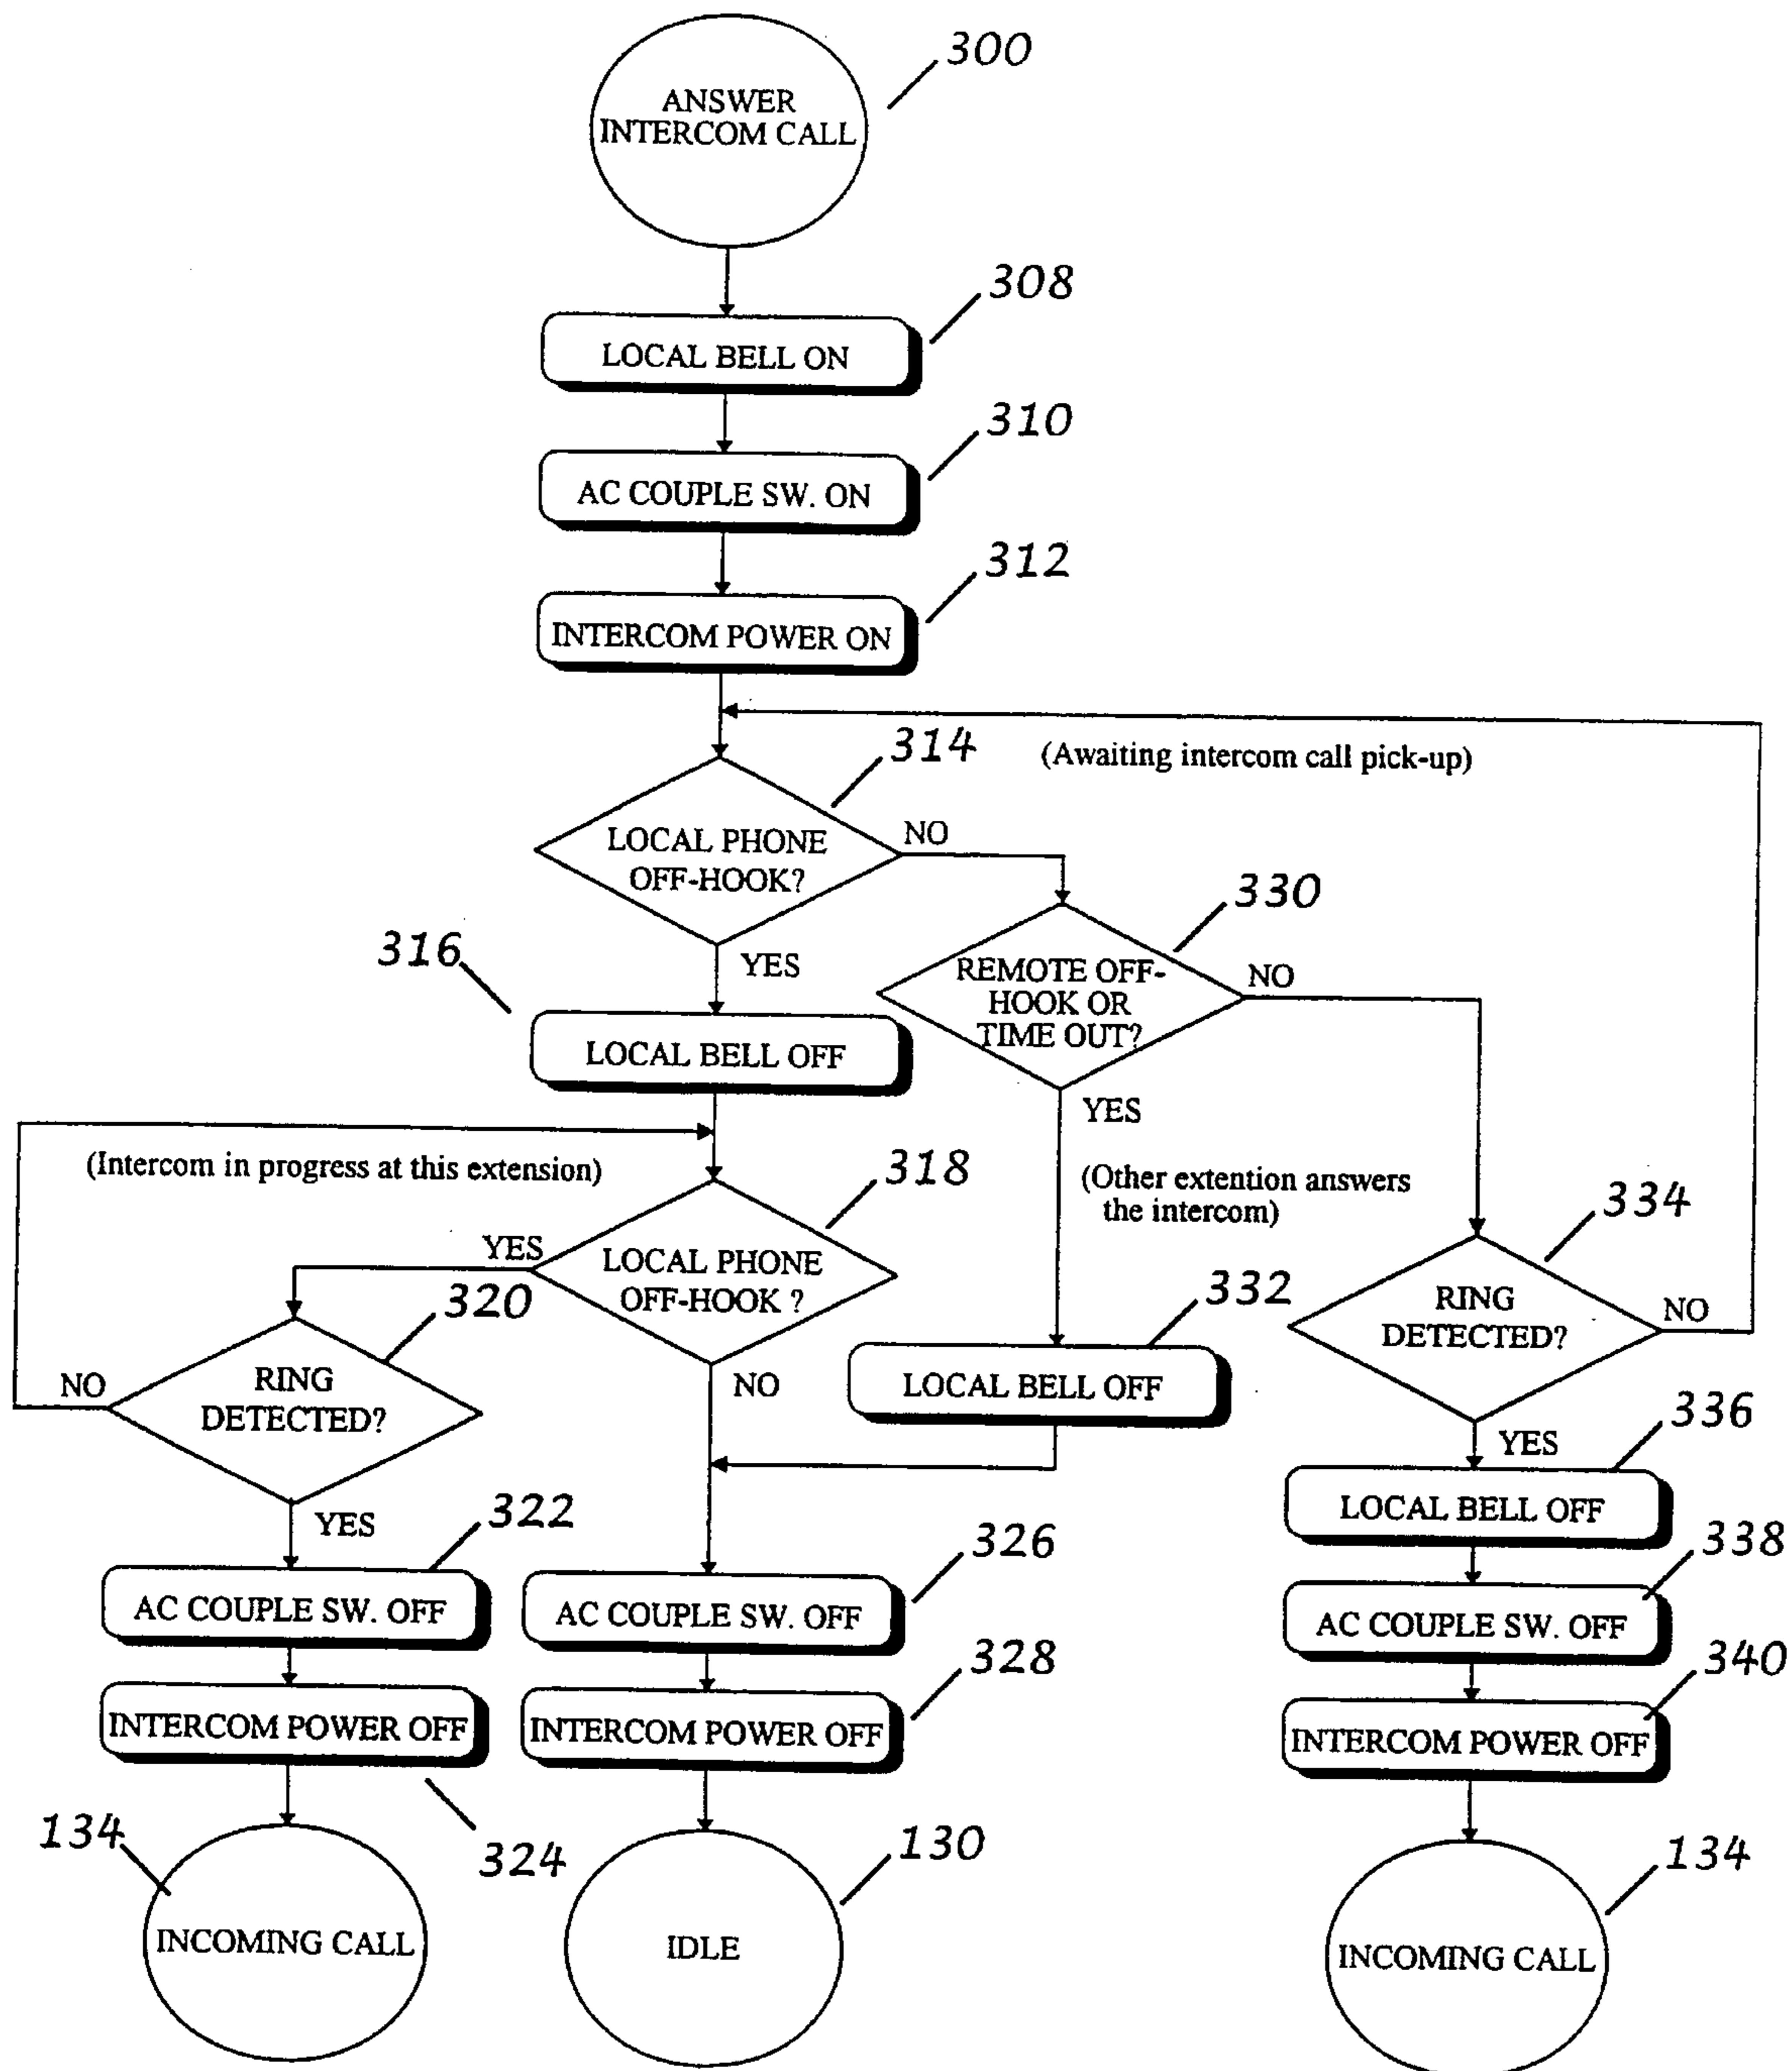 300
ANSWER
INTERCOM CALL
308
LOCAL BELL ON
310
AC COUPLE SW. ON
312
INTERCOM POWER ON
314
(Awaiting intercom call pick-up)
LOCAL PHONE
OFF-HOOK?
NO
330
316
YES
REMOTE OFF-
HOOK OR
TIME OUT?
NO
LOCAL BELL OFF
YES
(Intercom in progress at this extension)
318
(Other extention answers
the intercom)
334
YES
LOCAL PHONE
OFF-HOOK ?
320
332
RING
DETECTED?
NO
NO
RING
DETECTED?
NO
LOCAL BELL OFF
336
YES
322
YES
LOCAL BELL OFF
326
338
AC COUPLE SW. OFF
AC COUPLE SW. OFF
AC COUPLE SW. OFF
328
340
INTERCOM POWER OFF
INTERCOM POWER OFF
INTERCOM POWER OFF
134
324
130
134
INCOMING CALL
IDLE
INCOMING CALL